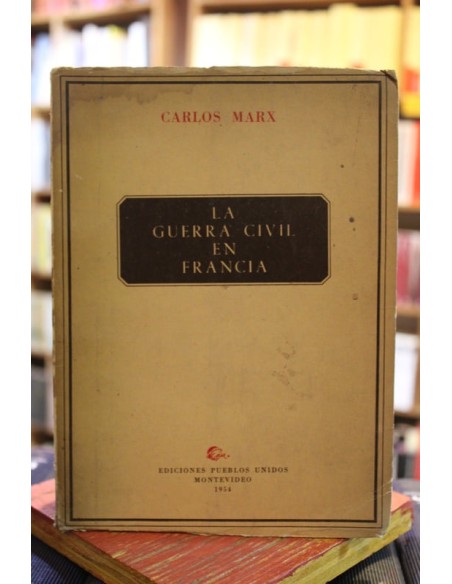 CARLOS MARX
LA
GUERRA CIVIL
EN
FRANCIA
EDICIONES PUEBLOS UNIDOS
MONTEVIDEO
1954